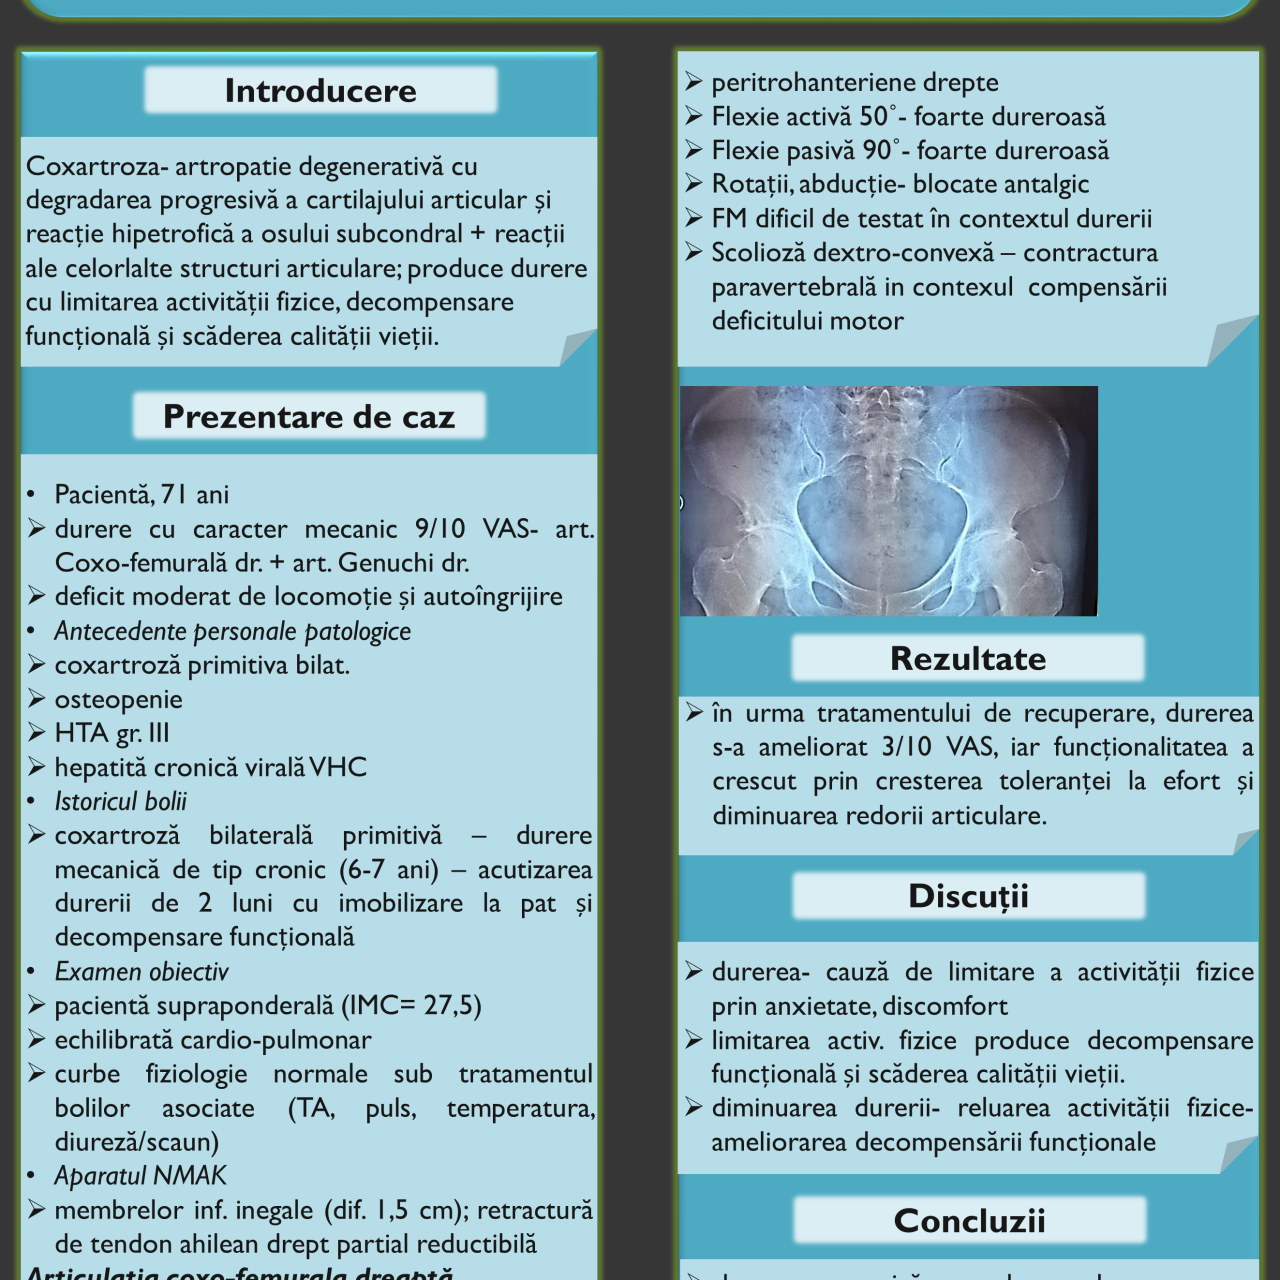 Introducere
Coxartroza- artropatie degenerativă cu
degradarea progresivă a cartilajului articular și
reacție hipetrofică a osului subcondral + reacții
ale celorlalte structuri articulare; produce durere
cu limitarea activității fizice, decompensare
funcțională și scăderea calității vieții.
Prezentare de caz
• Pacientă, 71 ani
➢ durere cu caracter mecanic 9/10 VAS- art.
Coxo-femurală dr. + art. Genuchi dr.
➢ deficit moderat de locomoție și autoîngrijire
• Antecedente personale patologice
➢ coxartroză primitiva bilat.
➢ osteopenie
➢ HTA gr. III
➢ hepatită cronică virală VHC
• Istoricul bolii
➢ coxartroză bilaterală primitivă – durere
mecanică de tip cronic (6-7 ani) – acutizarea
durerii de 2 luni cu imobilizare la pat și
decompensare funcțională
• Examen obiectiv
➢ pacientă supraponderală (IMC= 27,5)
➢ echilibrată cardio-pulmonar
➢ curbe fiziologie normale sub tratamentul
bolilor asociate (TA, puls, temperatura,
diureză/scaun)
• Aparatul NMAK
➢ membrelor inf. inegale (dif. 1,5 cm); retractură
de tendon ahilean drept partial reductibilă
Articulatia coxo-femurala dreaptă
➢ peritrohanteriene drepte
➢ Flexie activă 50˚- foarte dureroasă
➢ Flexie pasivă 90˚- foarte dureroasă
➢ Rotații, abducție- blocate antalgic
➢ FM dificil de testat în contextul durerii
➢ Scolioză dextro-convexă – contractura
paravertebrală in contexul compensării
deficitului motor
Rezultate
➢ în urma tratamentului de recuperare, durerea
s-a ameliorat 3/10 VAS, iar funcționalitatea a
crescut prin cresterea toleranței la efort și
diminuarea redorii articulare.
Discuții
➢ durerea- cauză de limitare a activității fizice
prin anxietate, discomfort
➢ limitarea activ. fizice produce decompensare
funcțională și scăderea calității vieții.
➢ diminuarea durerii- reluarea activității fizice-
ameliorarea decompensării funcționale
Concluzii